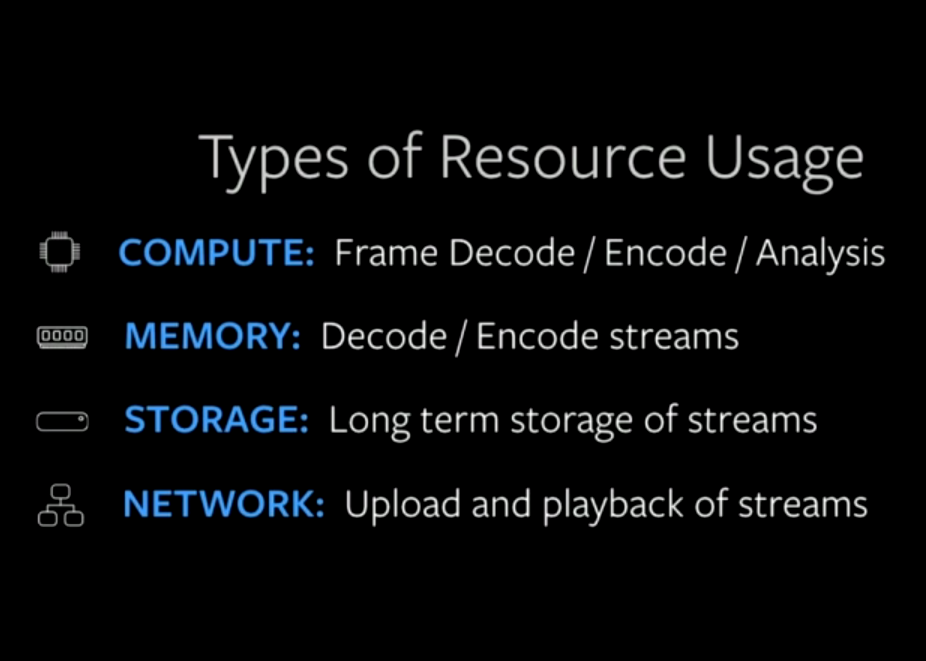 Types of Resource Usage
COMPUTE: Frame Decode / Encode / Analysis
MEMORY: Decode / Encode streams
STORAGE: Long term storage of streams
NETWORK: Upload and playback of streams